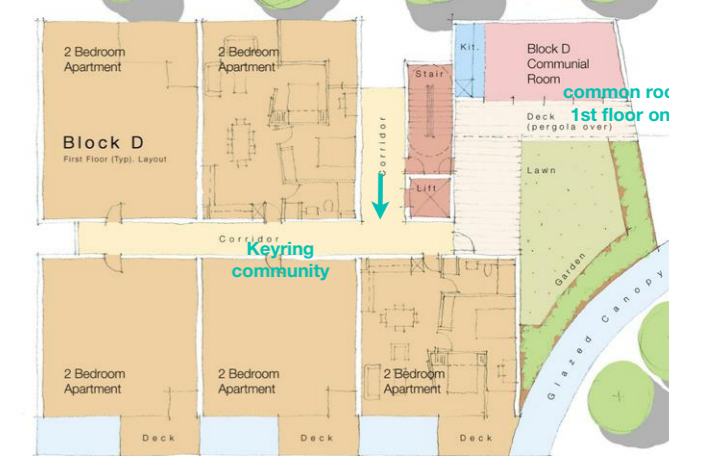 2 Bedroom
Apartment
2 Bedroom
Apartment
Kit.
Block D
Communial
Room
Stair
common roo
1st floor on
Deck
(pergola over)
Corridor
Block D
First Floor (Typ). Layout
Lift
Lawn
Corridor
Keyring
community
Garden
Glazed Canopy
2 Bedroom
Apartment
2 Bedroom
Apartment
2 Bedroom
Apartment
Deck
Deck
Deck